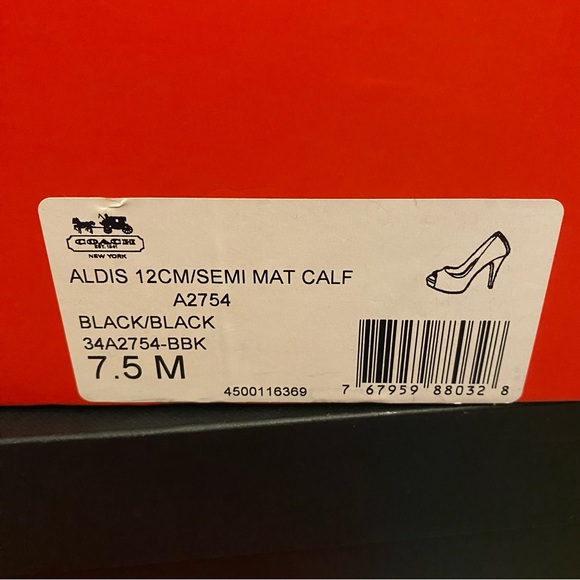 COACH
EST. 1941
NEW YORK
ALDIS 12CM/SEMI MAT CALF
A2754
BLACK/BLACK
34A2754-BBK
7.5 M
4500116369
7 67959 88032 8